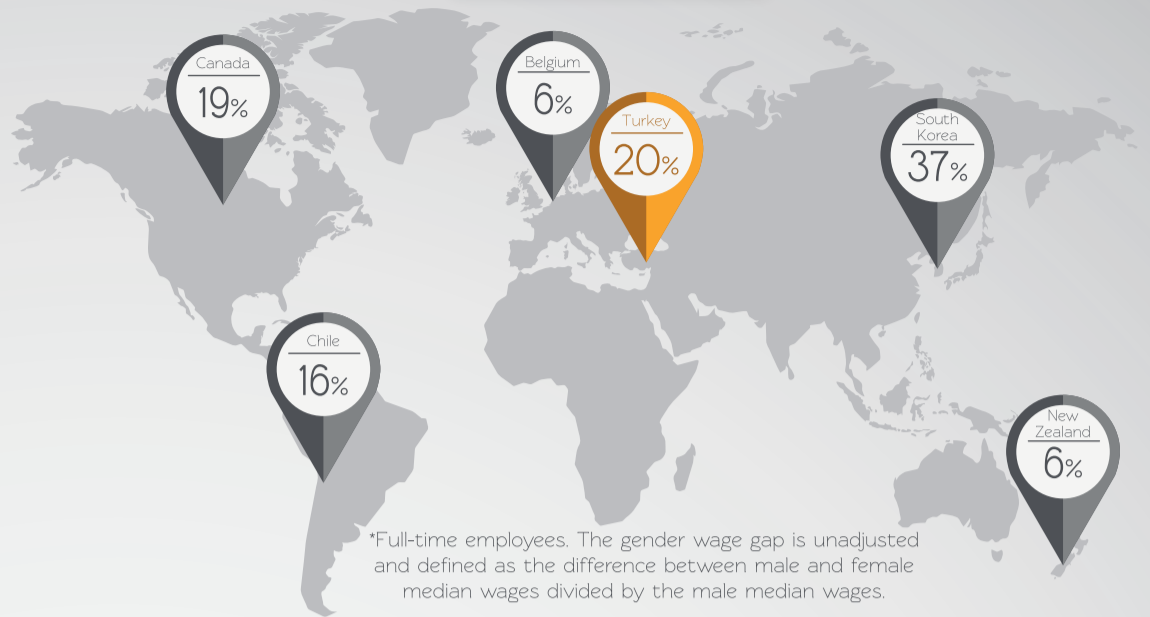 Canada
19%
Belgium
6%
Turkey
20%
South
Korea
37%
Chile
16%
New
Zealand
6%
*Full-time employees. The gender wage gap is unadjusted
and defined as the difference between male and female
median wages divided by the male median wages.